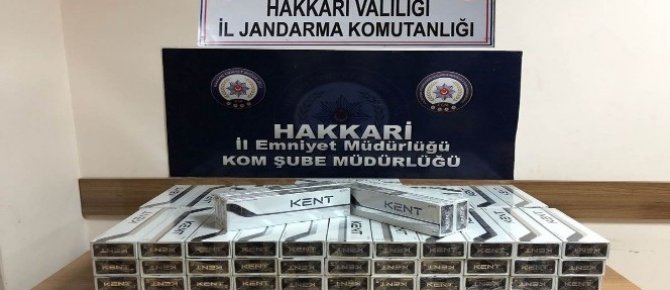 HAKKARİ VALİLİĞİ
İL JANDARMA KOMUTANLIĞI
HAKKARİ
İl Emniyet Müdürlüğü
KOM ŞUBE MÜDÜRLÜĞÜ
KENT
KENT